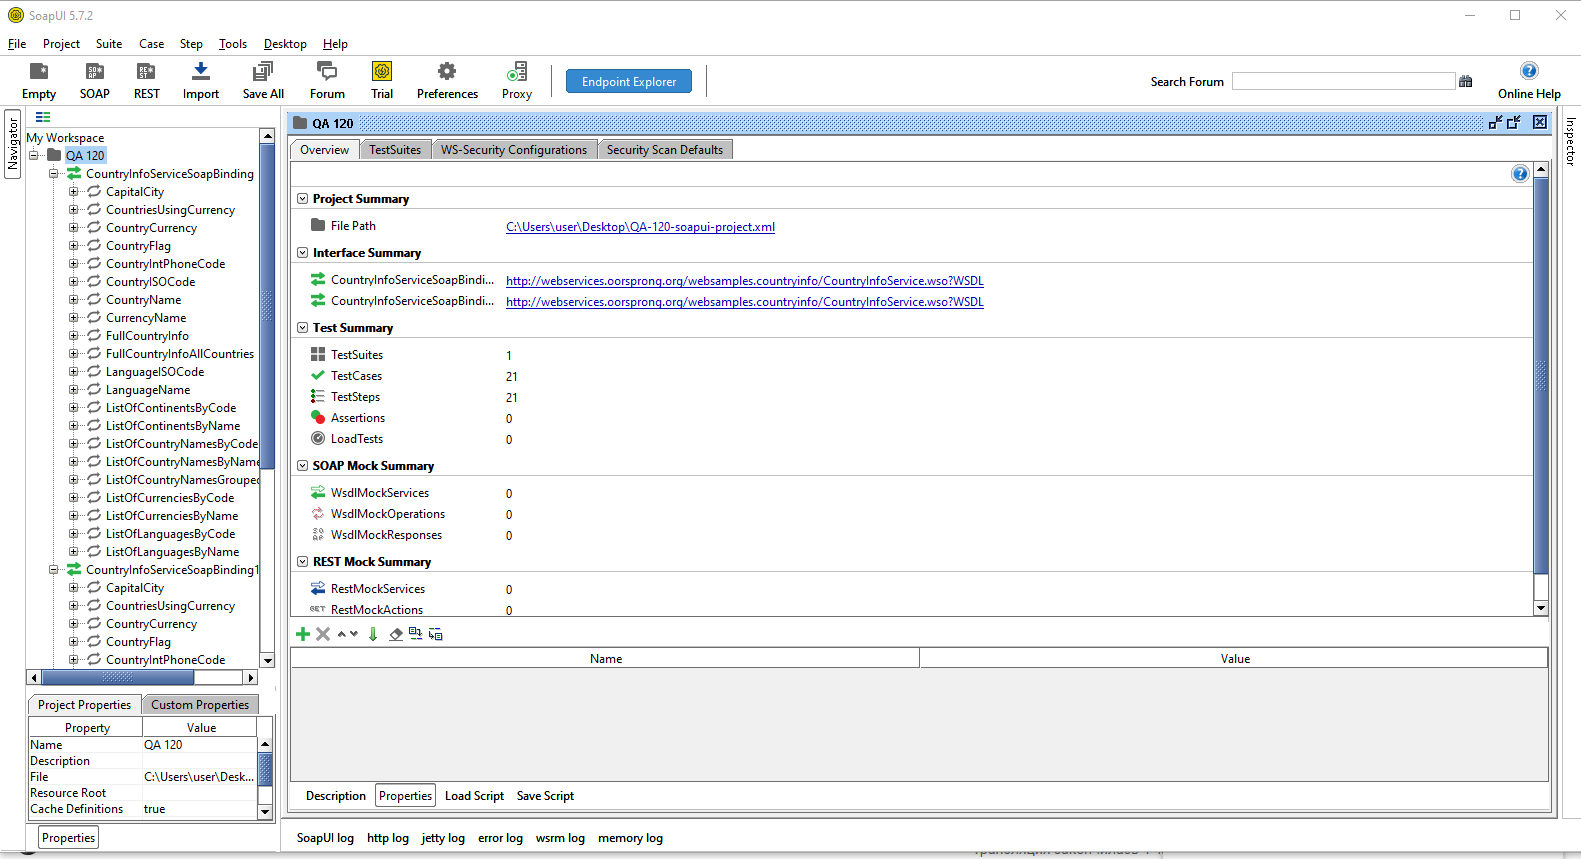 SoapUI 5.7.2
File Project Suite Case Step Tools Desktop Help
Empty SOAP REST Import Save All Forum Trial Preferences Proxy Endpoint Explorer Search Forum Online Help
Navigator
My Workspace
QA 120
CountryInfoServiceSoapBinding
CapitalCity
CountriesUsingCurrency
CountryCurrency
CountryFlag
CountryIntPhoneCode
CountryISOCode
CountryName
CurrencyName
FullCountryInfo
FullCountryInfoAllCountries
LanguageISOCode
LanguageName
ListOfContinentsByCode
ListOfContinentsByName
ListOfCountryNamesByCode
ListOfCountryNamesByName
ListOfCountryNamesGrouped
ListOfCurrenciesByCode
ListOfCurrenciesByName
ListOfLanguagesByCode
ListOfLanguagesByName
CountryInfoServiceSoapBinding1
CapitalCity
CountriesUsingCurrency
CountryCurrency
CountryFlag
CountryIntPhoneCode
Project Properties Custom Properties
Property Value
Name QA 120
Description
File C:\Users\user\Desk...
Resource Root
Cache Definitions true
Properties
QA 120
Overview TestSuites WS-Security Configurations Security Scan Defaults
Project Summary
File Path C:\Users\user\Desktop\QA-120-soapui-project.xml
Interface Summary
CountryInfoServiceSoapBindi... http://webservices.oorsprong.org/websamples.countryinfo/CountryInfoService.wso?WSDL
CountryInfoServiceSoapBindi... http://webservices.oorsprong.org/websamples.countryinfo/CountryInfoService.wso?WSDL
Test Summary
TestSuites 1
TestCases 21
TestSteps 21
Assertions 0
LoadTests 0
SOAP Mock Summary
WsdlMockServices 0
WsdlMockOperations 0
WsdlMockResponses 0
REST Mock Summary
RestMockServices 0
RestMockActions 0
Name Value
Description Properties Load Script Save Script
SoapUI log http log jetty log error log wsrm log memory log
Inspector